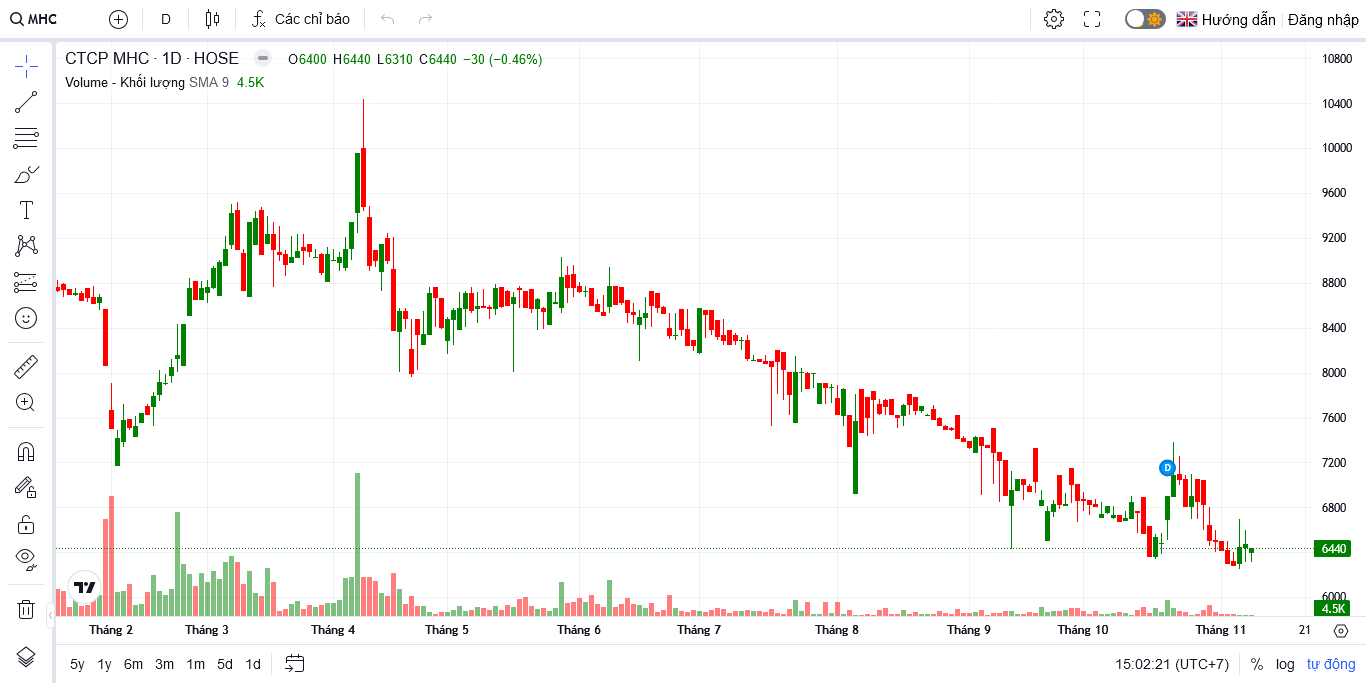 MHC D Các chỉ báo Hướng dẫn Đăng nhập
CTCP MHC · 1D · HOSE O6400 H6440 L6310 C6440 −30 (−0.46%)
Volume - Khối lượng SMA 9 4.5K
10800
10400
10000
9600
9200
8800
8400
8000
7600
7200
D
6800
6440
6000
4.5K
Tháng 2 Tháng 3 Tháng 4 Tháng 5 Tháng 6 Tháng 7 Tháng 8 Tháng 9 Tháng 10 Tháng 11 21
5y 1y 6m 3m 1m 5d 1d 15:02:21 (UTC+7) % log tự động